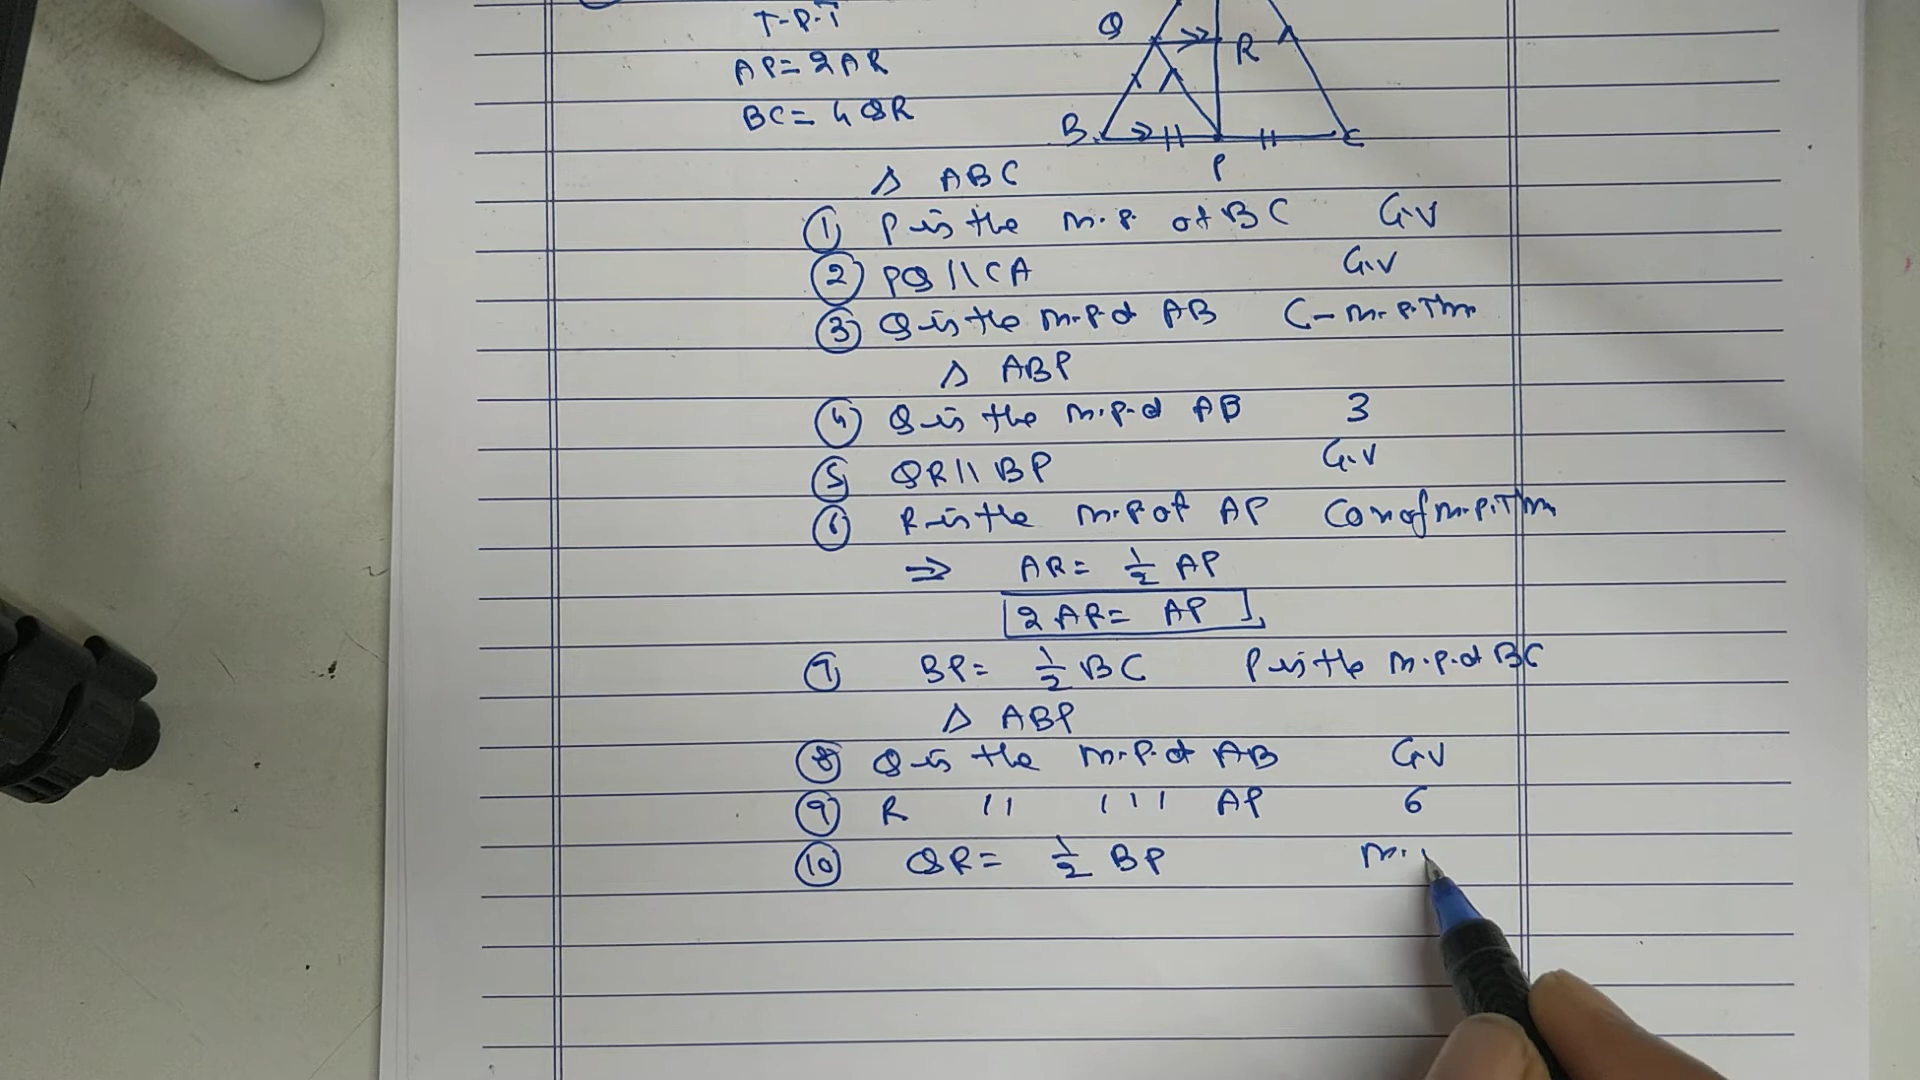 T-P-T
AP= 2AR
BC= 4QR
Q
R
B
C
P
Δ ABC
① P is the m.p. of BC G.V
② PQ || CA G.V
③ Q is the m.p.of AB C-m.p.Thm
Δ ABP
④ Q is the m.p.of AB 3
⑤ QR || BP G.V
⑥ R is the m.p of AP Con of m.p.Thm
⇒ AR= 1/2 AP
2AR= AP
⑦ BP= 1/2 BC P is the m.p.of BC
Δ ABP
⑧ Q is the m.p.of AB G.V
⑨ R 11 111 AP 6
⑩ QR= 1/2 BP m.